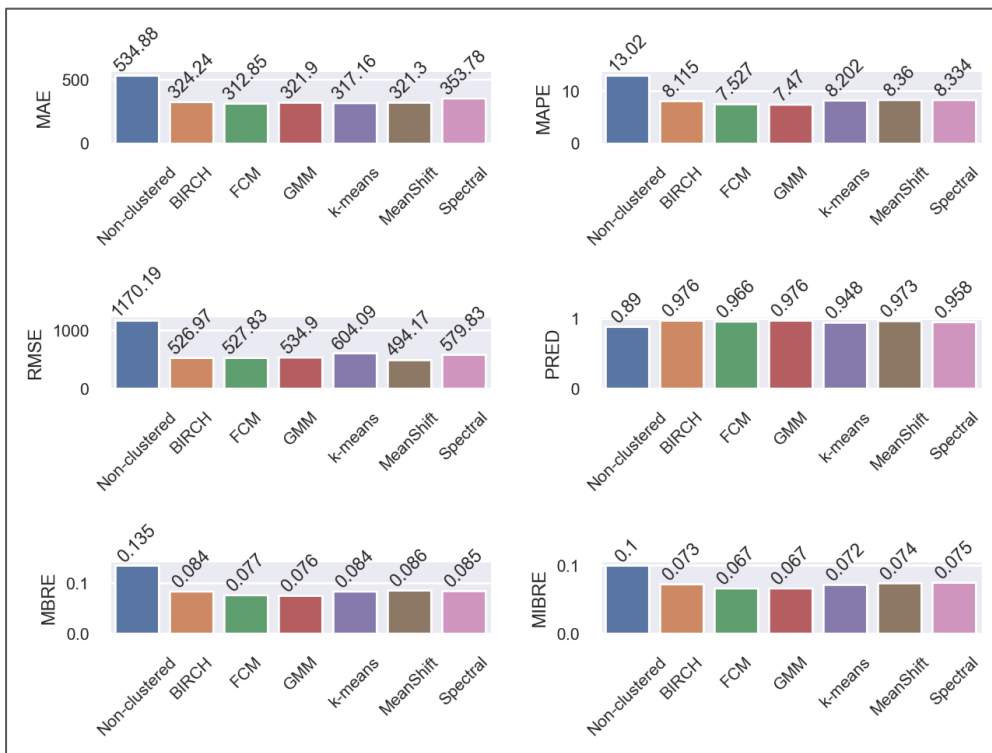 534.88 324.24 312.85 321.9 317.16 321.3 353.78
500
0
MAE
Non-clustered BIRCH FCM GMM k-means MeanShift Spectral
13.02 8.115 7.527 7.47 8.202 8.36 8.334
10
0
MAPE
Non-clustered BIRCH FCM GMM k-means MeanShift Spectral
1170.19 526.97 527.83 534.9 604.09 494.17 579.83
1000
0
RMSE
Non-clustered BIRCH FCM GMM k-means MeanShift Spectral
0.89 0.976 0.966 0.976 0.948 0.973 0.958
1
0
PRED
Non-clustered BIRCH FCM GMM k-means MeanShift Spectral
0.135 0.084 0.077 0.076 0.084 0.086 0.085
0.1
0.0
MBRE
Non-clustered BIRCH FCM GMM k-means MeanShift Spectral
0.1 0.073 0.067 0.067 0.072 0.074 0.075
0.1
0.0
MIBRE
Non-clustered BIRCH FCM GMM k-means MeanShift Spectral